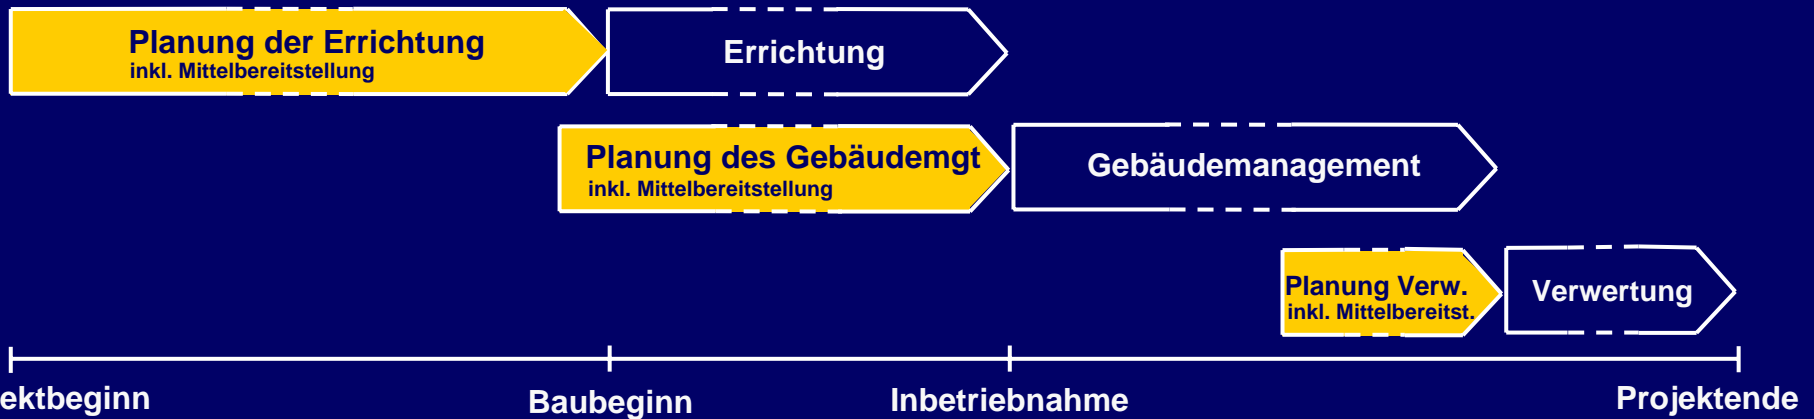 Planung der Errichtung
inkl. Mittelbereitstellung
Errichtung
Planung des Gebäudemgt
inkl. Mittelbereitstellung
Gebäudemanagement
Planung Verw.
inkl. Mittelbereitst.
Verwertung
ektbeginn
Baubeginn
Inbetriebnahme
Projektende